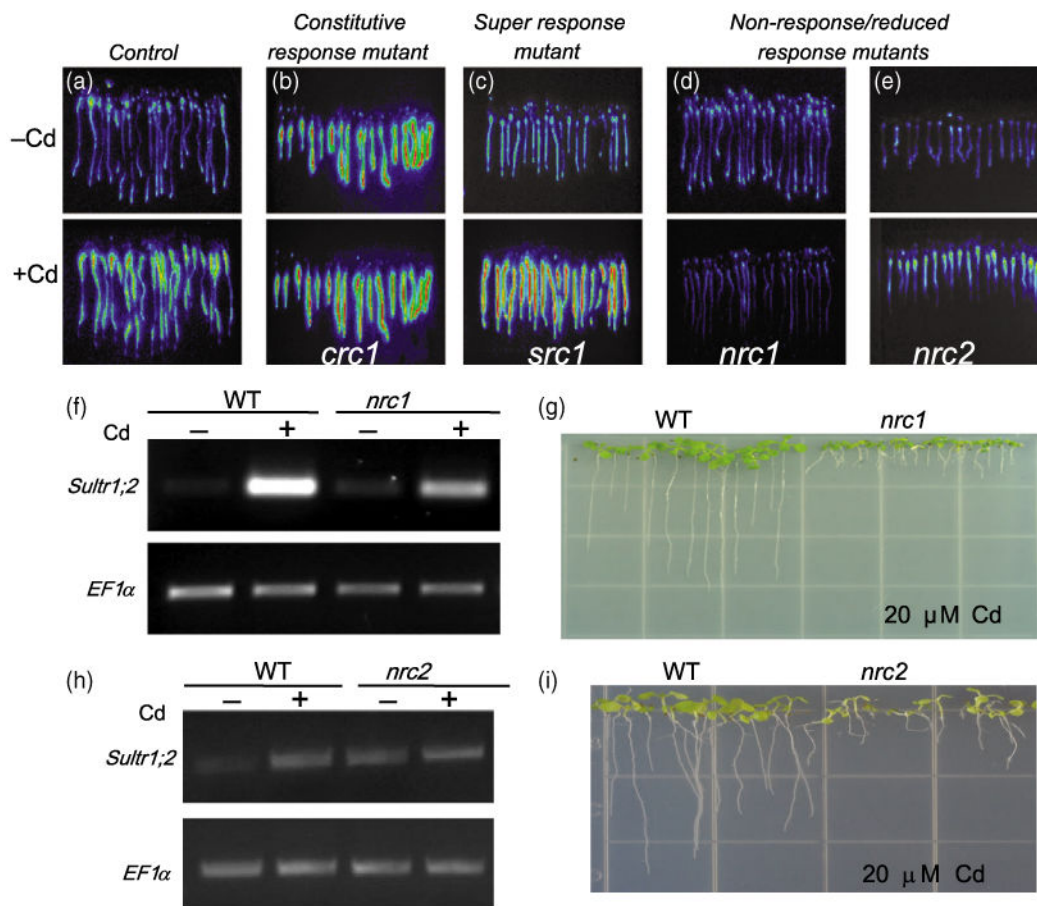 Control
Constitutive
response mutant
Super response
mutant
Non-response/reduced
response mutants
(a)
(b)
(c)
(d)
(e)
–Cd
+Cd
crc1
src1
nrc1
nrc2
(f)
WT
nrc1
Cd
–
+
–
+
Sultr1;2
EF1α
(g)
WT
nrc1
20 μM Cd
(h)
WT
nrc2
Cd
–
+
–
+
Sultr1;2
EF1α
(i)
WT
nrc2
20 μM Cd